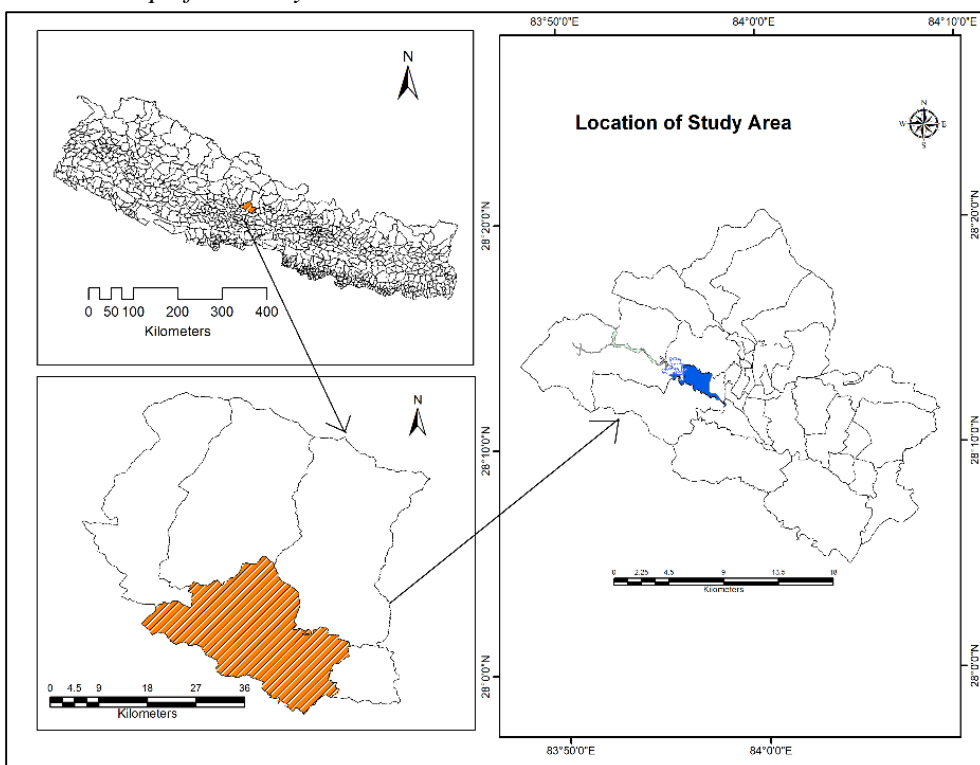 83°50'0"E 84°0'0"E 84°10'0"E
N
0 50 100 200 300 400
Kilometers
28°20'0"N
Location of Study Area
N
W E
S
28°20'0"N
N
28°10'0"N
28°0'0"N
0 4.5 9 18 27 36
Kilometers
28°10'0"N
0 2.25 4.5 9 13.5 18
Kilometers
28°0'0"N
83°50'0"E 84°0'0"E 84°10'0"E